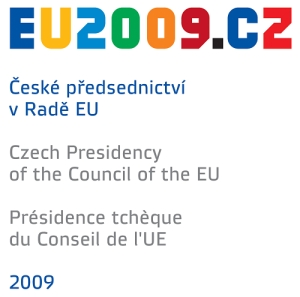 EU2009.CZ
České předsednictví
v Radě EU
Czech Presidency
of the Council of the EU
Présidence tchèque
du Conseil de l'UE
2009